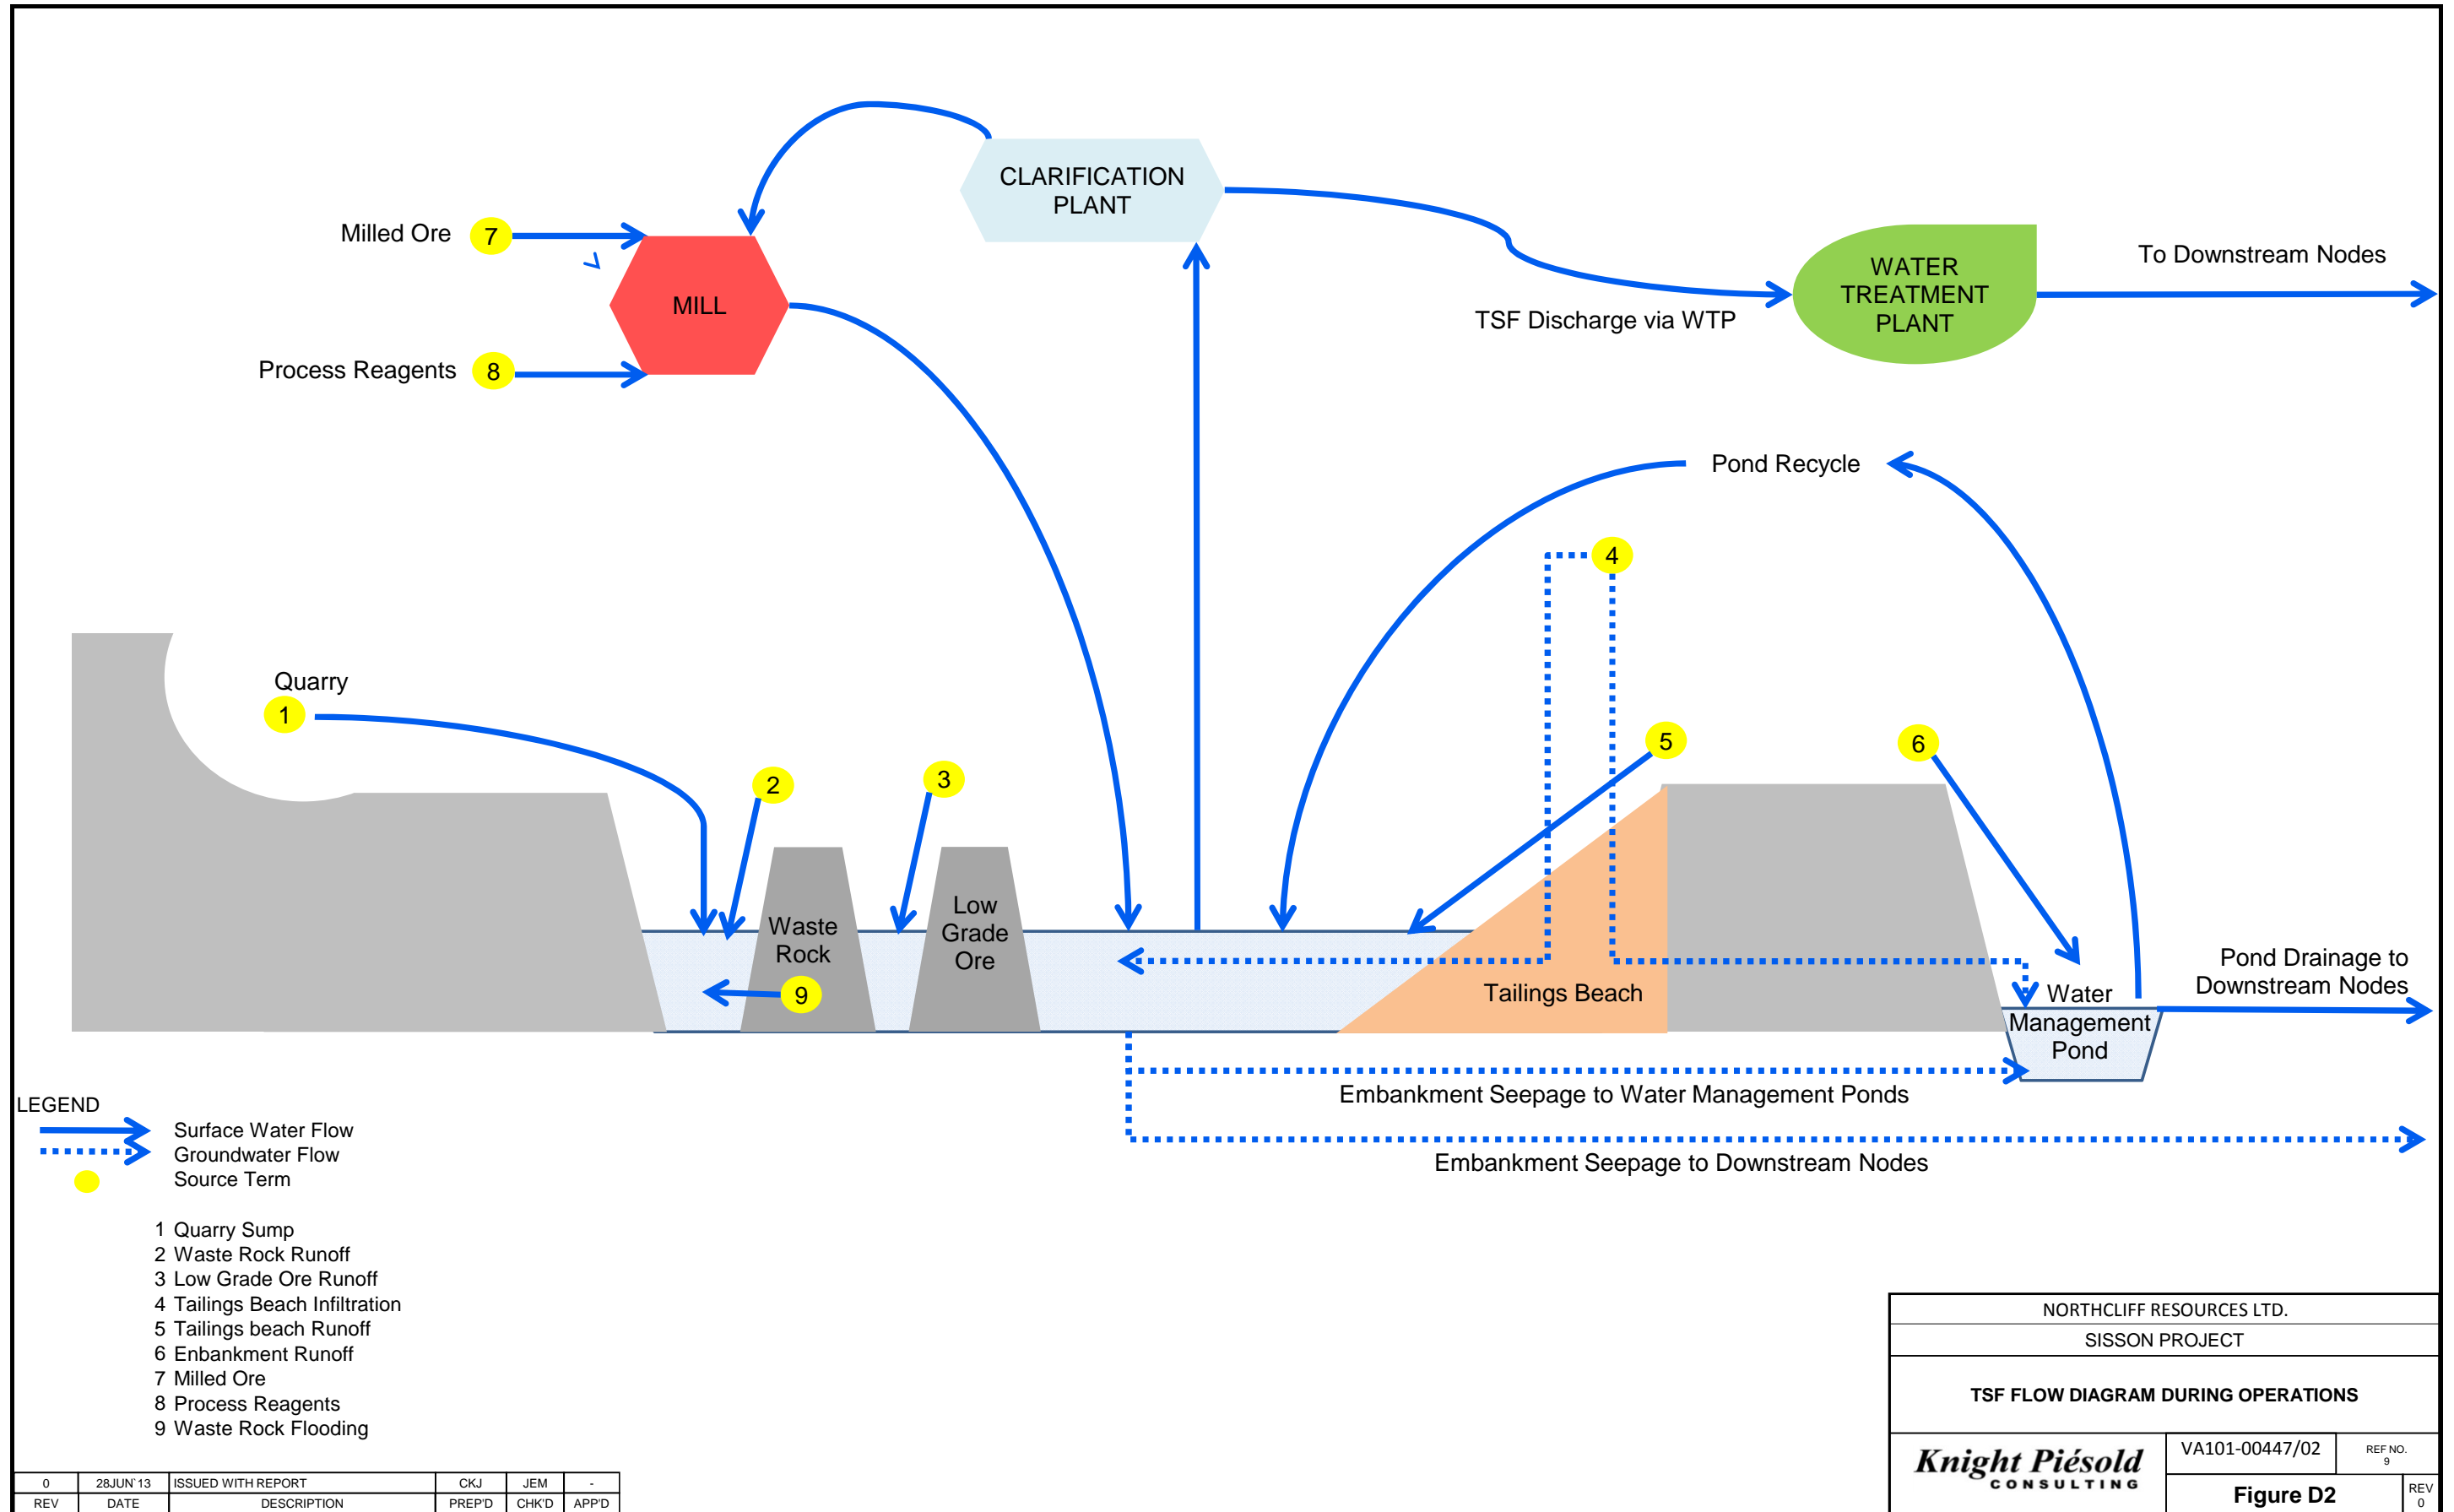 CLARIFICATION
PLANT
Milled Ore 7
MILL
Process Reagents 8
WATER
TREATMENT
PLANT
To Downstream Nodes
TSF Discharge via WTP
Pond Recycle
4
Quarry
1
2
3
5
6
Waste
Rock
9
Low
Grade
Ore
Tailings Beach
Water
Management
Pond
Pond Drainage to
Downstream Nodes
Embankment Seepage to Water Management Ponds
Embankment Seepage to Downstream Nodes
LEGEND
Surface Water Flow
Groundwater Flow
Source Term
1 Quarry Sump
2 Waste Rock Runoff
3 Low Grade Ore Runoff
4 Tailings Beach Infiltration
5 Tailings beach Runoff
6 Enbankment Runoff
7 Milled Ore
8 Process Reagents
9 Waste Rock Flooding
0 28JUN`13 ISSUED WITH REPORT CKJ JEM -
REV DATE DESCRIPTION PREP'D CHK'D APP'D
NORTHCLIFF RESOURCES LTD.
SISSON PROJECT
TSF FLOW DIAGRAM DURING OPERATIONS
Knight Piésold
CONSULTING
VA101-00447/02
REF NO.
9
Figure D2
REV
0